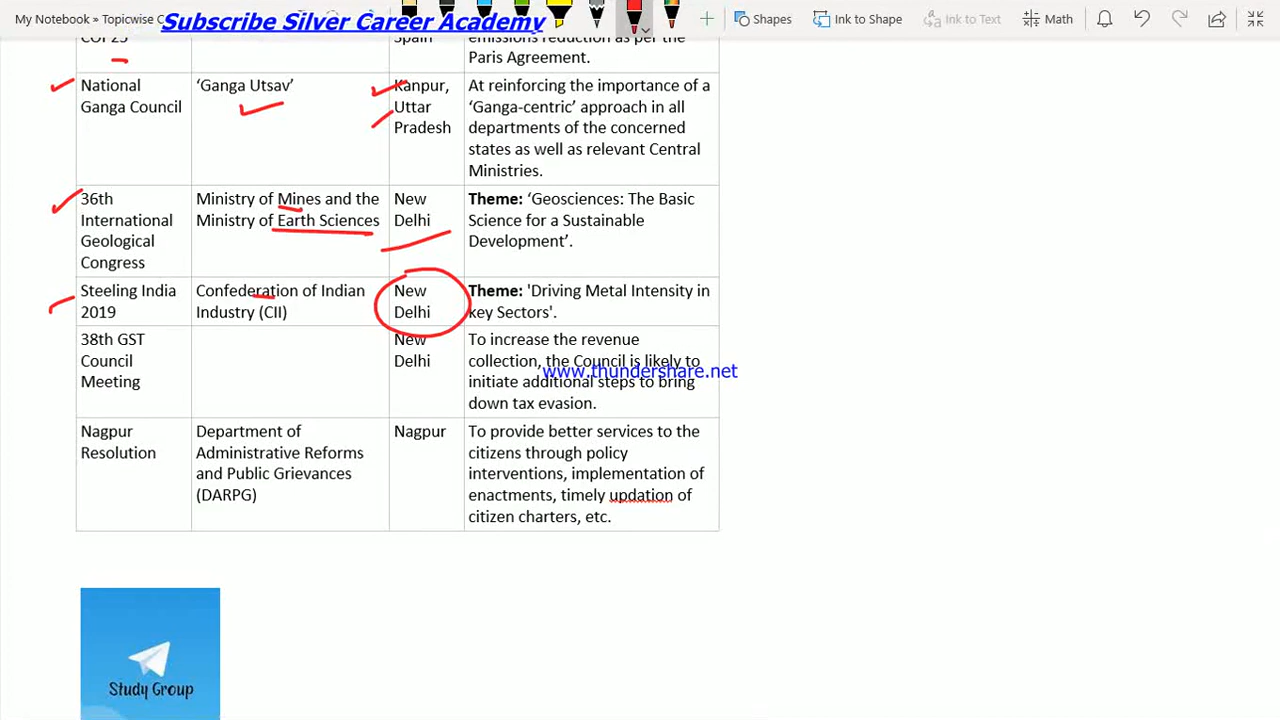 My Notebook » Topicwise C
Subscribe Silver Career Academy
Shapes
Ink to Shape
Ink to Text
Math
COP25
Spain
emissions reduction as per the
Paris Agreement.
National
Ganga Council
‘Ganga Utsav’
Kanpur,
Uttar
Pradesh
At reinforcing the importance of a
‘Ganga-centric’ approach in all
departments of the concerned
states as well as relevant Central
Ministries.
36th
International
Geological
Congress
Ministry of Mines and the
Ministry of Earth Sciences
New
Delhi
Theme: ‘Geosciences: The Basic
Science for a Sustainable
Development’.
Steeling India
2019
Confederation of Indian
Industry (CII)
New
Delhi
Theme: 'Driving Metal Intensity in
key Sectors'.
38th GST
Council
Meeting
New
Delhi
To increase the revenue
collection, the Council is likely to
initiate additional steps to bring
down tax evasion.
www.thundershare.net
Nagpur
Resolution
Department of
Administrative Reforms
and Public Grievances
(DARPG)
Nagpur
To provide better services to the
citizens through policy
interventions, implementation of
enactments, timely updation of
citizen charters, etc.
Study Group